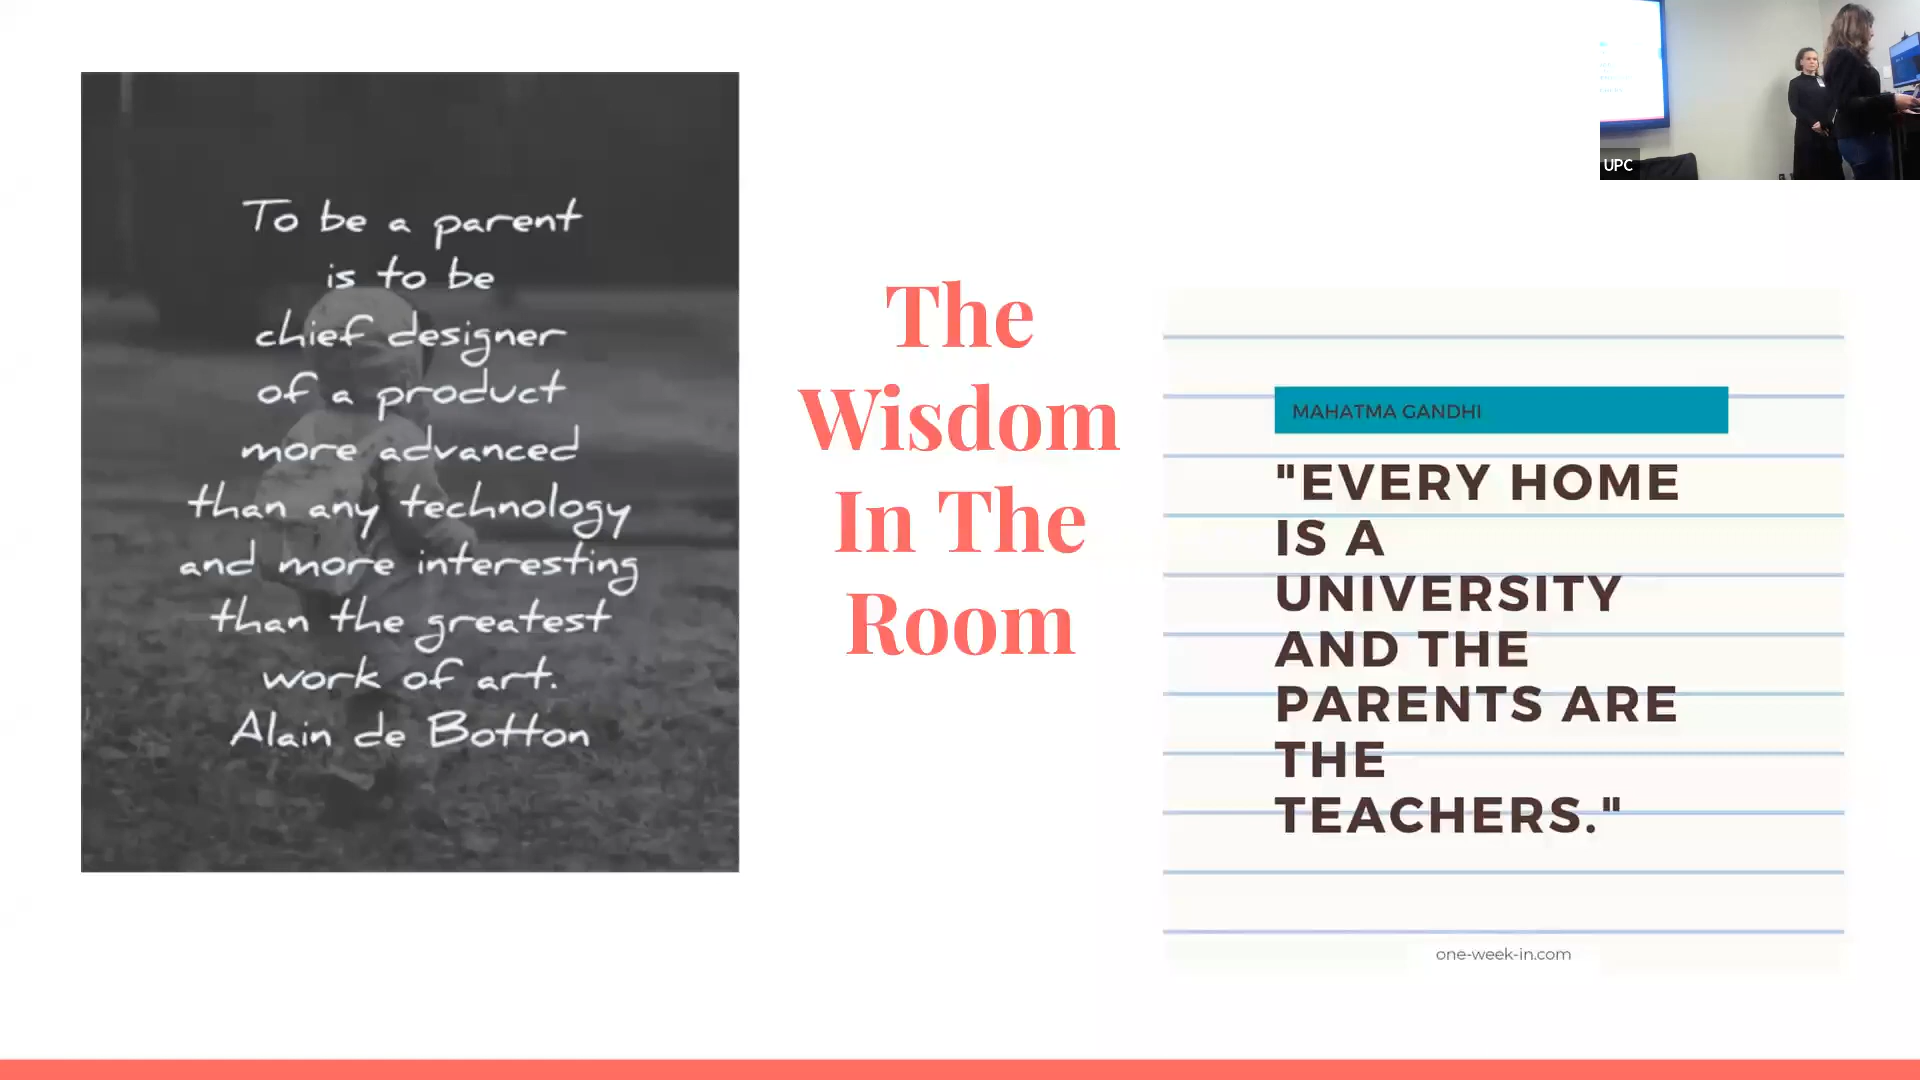 To be a parent
is to be
chief designer
of a product
more advanced
than any technology
and more interesting
than the greatest
work of art.
Alain de Botton
The
Wisdom
In The
Room
MAHATMA GANDHI
"EVERY HOME
IS A
UNIVERSITY
AND THE
PARENTS ARE
THE
TEACHERS."
one-week-in.com
UPC